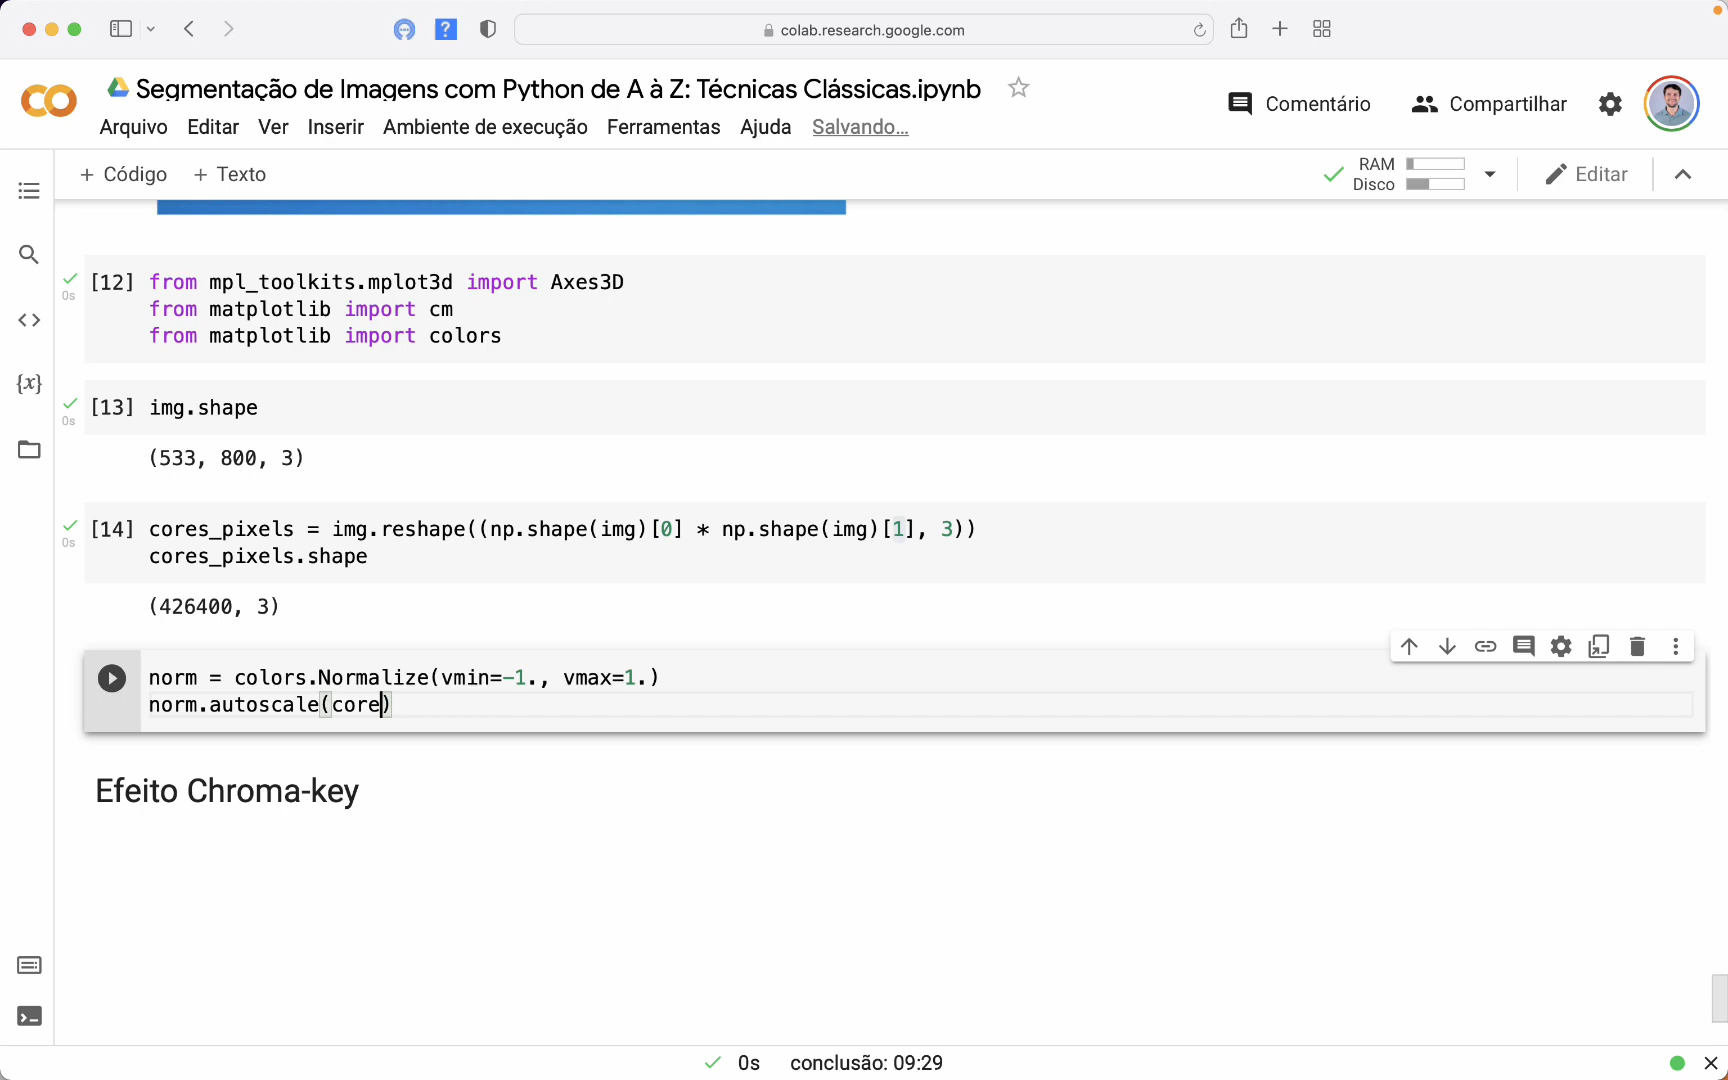 colab.research.google.com
Segmentação de Imagens com Python de A à Z: Técnicas Clássicas.ipynb
Comentário
Compartilhar
Arquivo Editar Ver Inserir Ambiente de execução Ferramentas Ajuda Salvando...
+ Código + Texto
RAM
Disco
Editar
[12] from mpl_toolkits.mplot3d import Axes3D
from matplotlib import cm
from matplotlib import colors
0s
[13] img.shape
0s
(533, 800, 3)
[14] cores_pixels = img.reshape((np.shape(img)[0] * np.shape(img)[1], 3))
0s
cores_pixels.shape
(426400, 3)
norm = colors.Normalize(vmin=-1., vmax=1.)
norm.autoscale(core)
Efeito Chroma-key
0s conclusão: 09:29